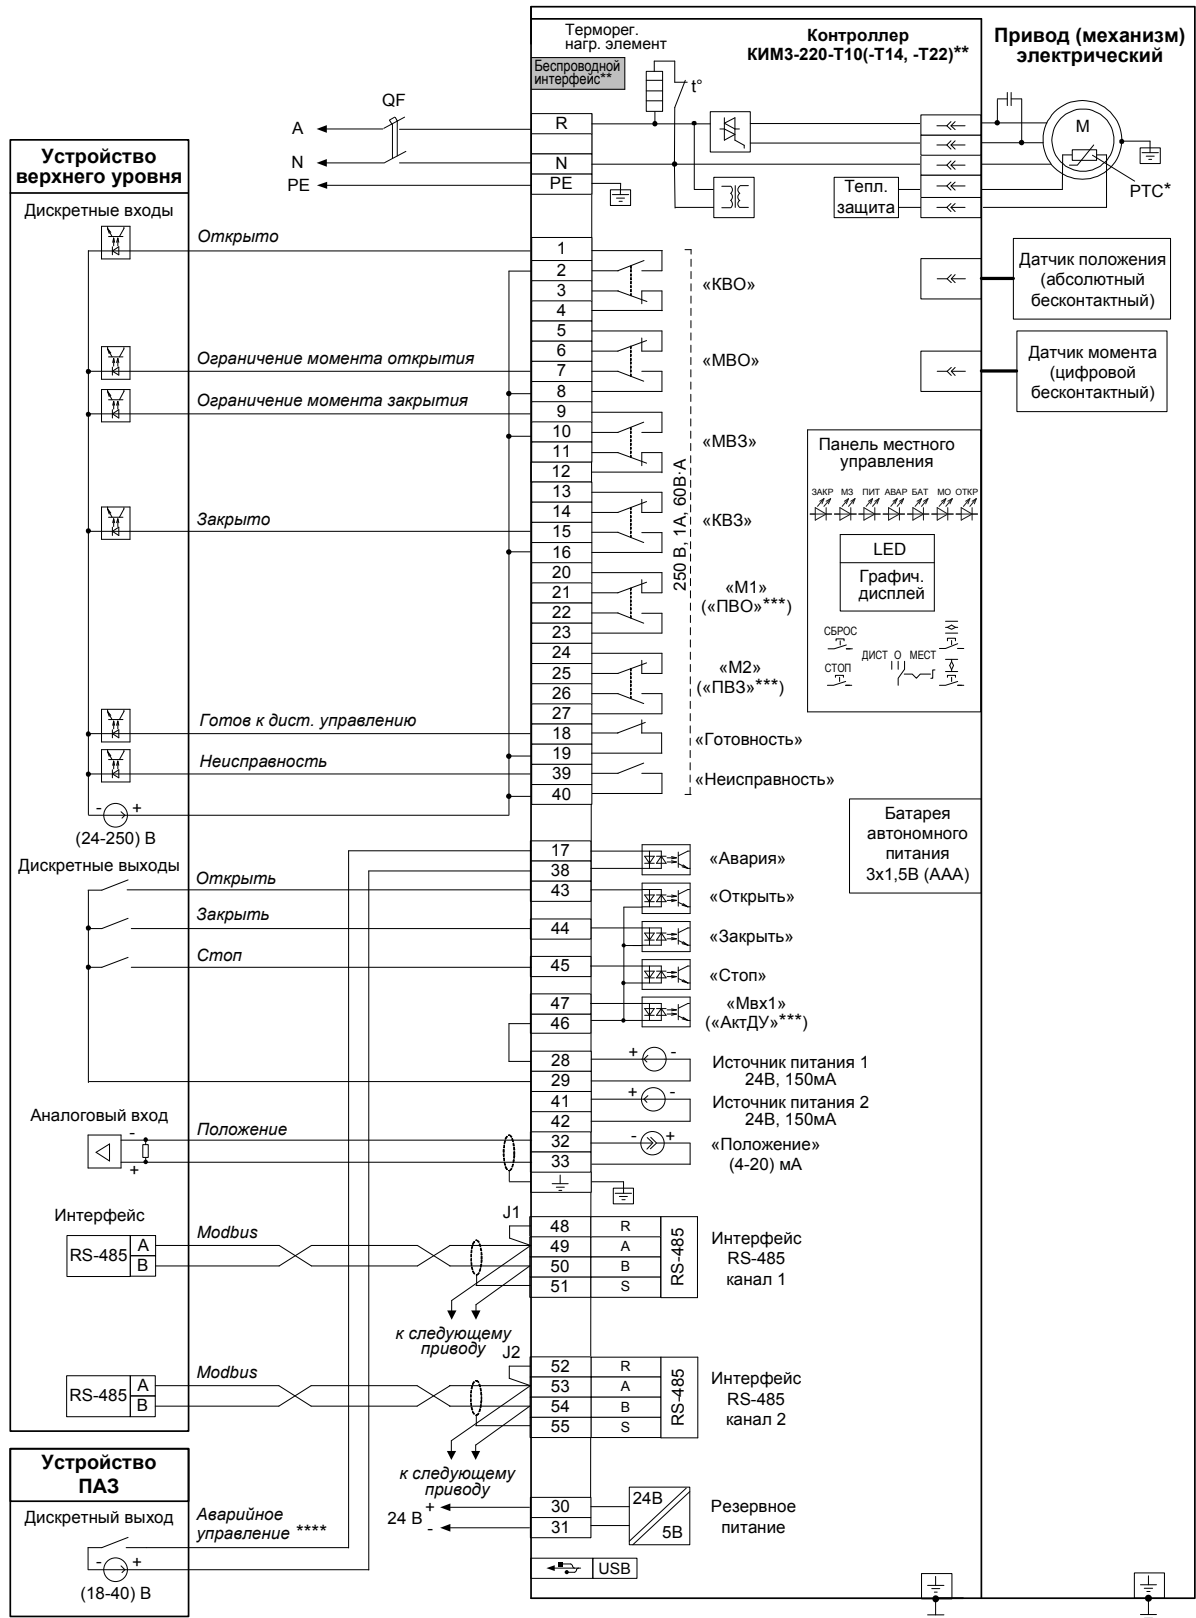 Терморег.
нагр. элемент
Контроллер
КИМ3-220-Т10(-Т14, -Т22)**
Привод (механизм)
электрический
Беспроводной
интерфейс**
t°
QF
A
R
N
N
PE
PE
M
PTC*
Тепл.
защита
Устройство
верхнего уровня
Дискретные входы
Открыто
1
2
3
4
«КВО»
Датчик положения
(абсолютный
бесконтактный)
5
6
7
8
Ограничение момента открытия
«МВО»
Датчик момента
(цифровой
бесконтактный)
Ограничение момента закрытия
9
10
11
12
«МВЗ»
250 В, 1А, 60В·А
Панель местного
управления
ЗАКР МЗ ПИТ АВАР БАТ МО ОТКР
LED
Графич.
дисплей
СБРОС
СТОП
ДИСТ О МЕСТ
13
14
15
16
Закрыто
«КВЗ»
20
21
22
23
«М1»
(«ПВО»***)
24
25
26
27
«М2»
(«ПВЗ»***)
Готов к дист. управлению
18
19
«Готовность»
Неисправность
39
40
«Неисправность»
- +
(24-250) В
Батарея
автономного
питания
3х1,5В (ААА)
Дискретные выходы
17
38
«Авария»
Открыть
43
«Открыть»
Закрыть
44
«Закрыть»
Стоп
45
«Стоп»
47
46
«Мвх1»
(«АктДУ»***)
28
29
+ -
Источник питания 1
24В, 150мА
41
42
+ -
Источник питания 2
24В, 150мА
Аналоговый вход
-
+
Положение
32
33
- +
«Положение»
(4-20) мА
Интерфейс
RS-485
A
B
Modbus
J1
48 R
49 A
50 B
51 S
RS-485
Интерфейс
RS-485
канал 1
к следующему
приводу
RS-485
A
B
Modbus
J2
52 R
53 A
54 B
55 S
RS-485
Интерфейс
RS-485
канал 2
к следующему
приводу
Устройство
ПАЗ
Дискретный выход
- +
(18-40) В
Аварийное
управление ****
24 В
+
-
30
31
24В
5В
Резервное
питание
USB